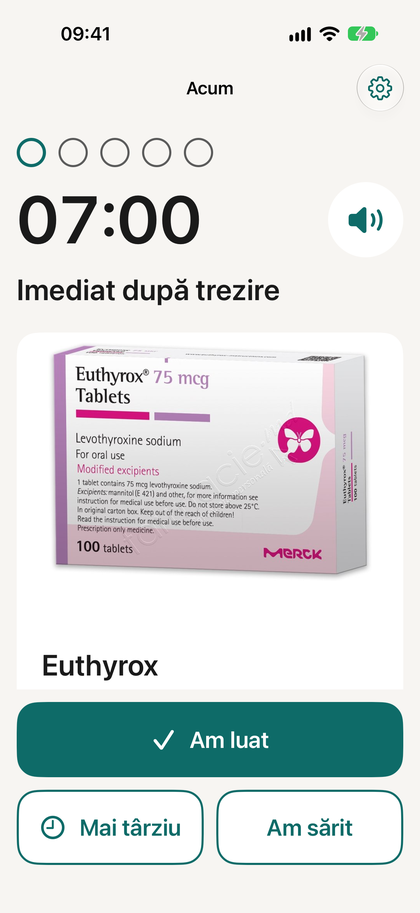 09:41
Acum
07:00
Imediat după trezire
Euthyrox® 75 mcg
Tablets
Levothyroxine sodium
For oral use
Modified excipients
1 tablet contains 75 mcg levothyroxine sodium.
Excipients: mannitol (E 421) and other, for more information see
instruction for medical use before use. Do not store above 25°C.
In original carton box. Keep out of the reach of children!
Read the instruction for medical use before use.
Prescription only medicine.
100 tablets
MERCK
Euthyrox® 75 mcg
Tablets
100 tablets
Euthyrox
Am luat
Mai târziu
Am sărit